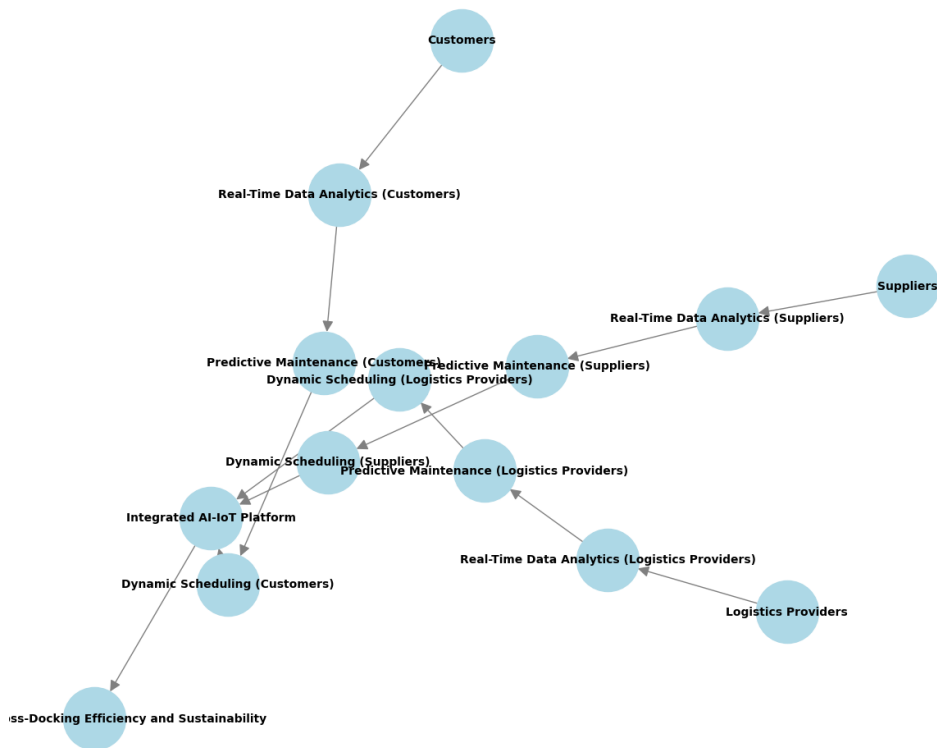 Customers
Real-Time Data Analytics (Customers)
Suppliers
Real-Time Data Analytics (Suppliers)
Predictive Maintenance (Customers)
Predictive Maintenance (Suppliers)
Dynamic Scheduling (Logistics Providers)
Dynamic Scheduling (Suppliers)
Predictive Maintenance (Logistics Providers)
Integrated AI-IoT Platform
Real-Time Data Analytics (Logistics Providers)
Dynamic Scheduling (Customers)
Logistics Providers
oss-Docking Efficiency and Sustainability